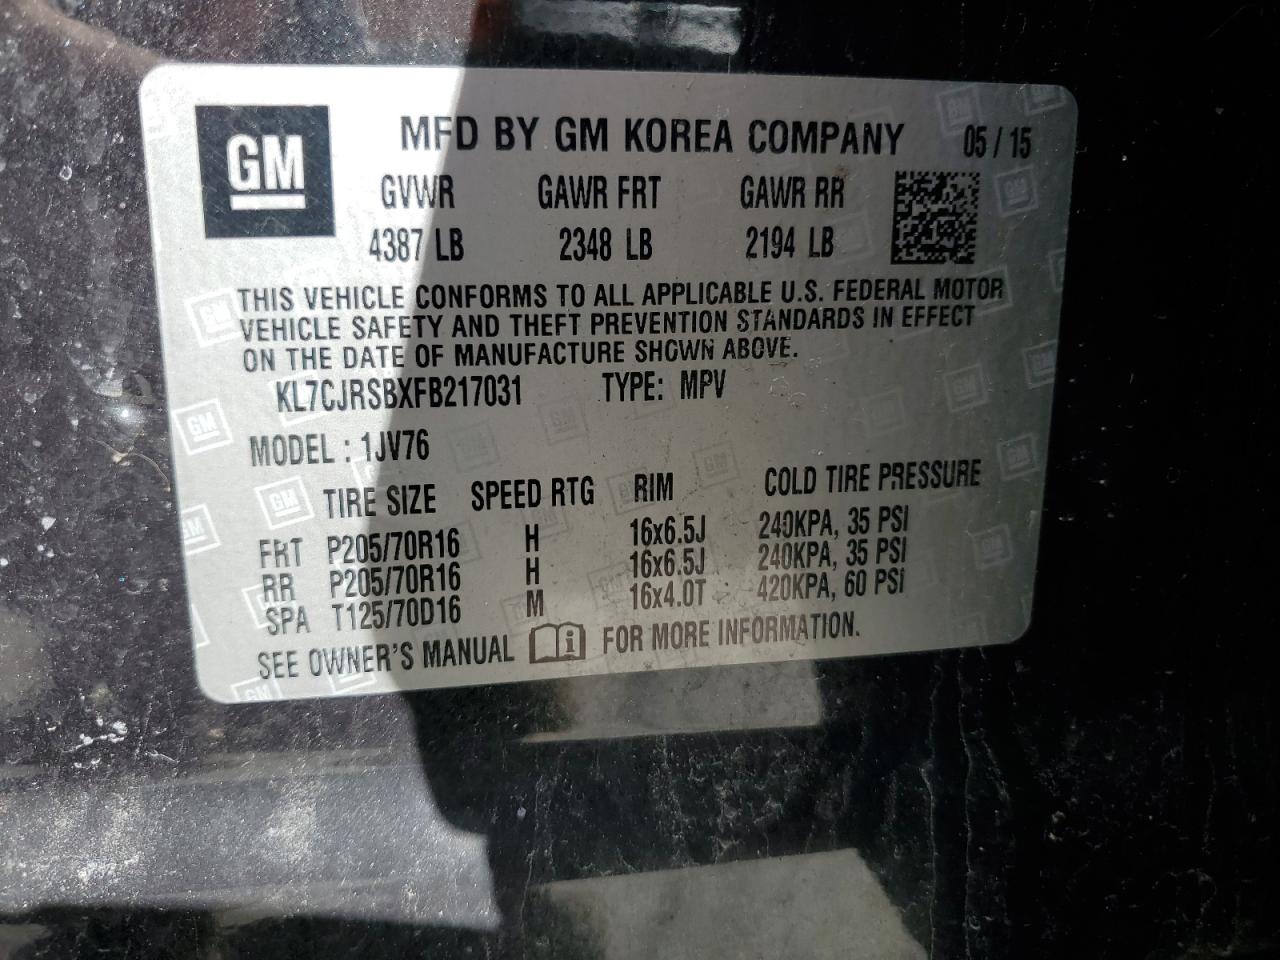 GM
MFD BY GM KOREA COMPANY 05 / 15
GVWR GAWR FRT GAWR RR
4387 LB 2348 LB 2194 LB
THIS VEHICLE CONFORMS TO ALL APPLICABLE U.S. FEDERAL MOTOR
VEHICLE SAFETY AND THEFT PREVENTION STANDARDS IN EFFECT
ON THE DATE OF MANUFACTURE SHOWN ABOVE.
KL7CJRSBXFB217031 TYPE: MPV
MODEL : 1JV76
TIRE SIZE SPEED RTG RIM COLD TIRE PRESSURE
FRT P205/70R16 H 16x6.5J 240KPA, 35 PSI
RR P205/70R16 H 16x6.5J 240KPA, 35 PSI
SPA T125/70D16 M 16x4.0T 420KPA, 60 PSI
SEE OWNER'S MANUAL i FOR MORE INFORMATION.